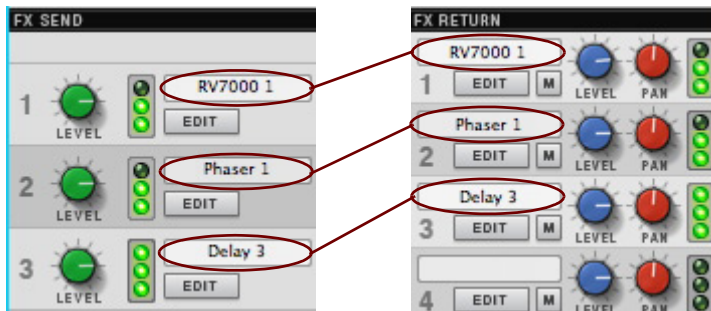 FX SEND
1
LEVEL
RV7000 1
EDIT
2
LEVEL
Phaser 1
EDIT
3
LEVEL
Delay 3
EDIT
FX RETURN
RV7000 1
1 EDIT M LEVEL PAN
Phaser 1
2 EDIT M LEVEL PAN
Delay 3
3 EDIT M LEVEL PAN
4 EDIT M LEVEL PAN